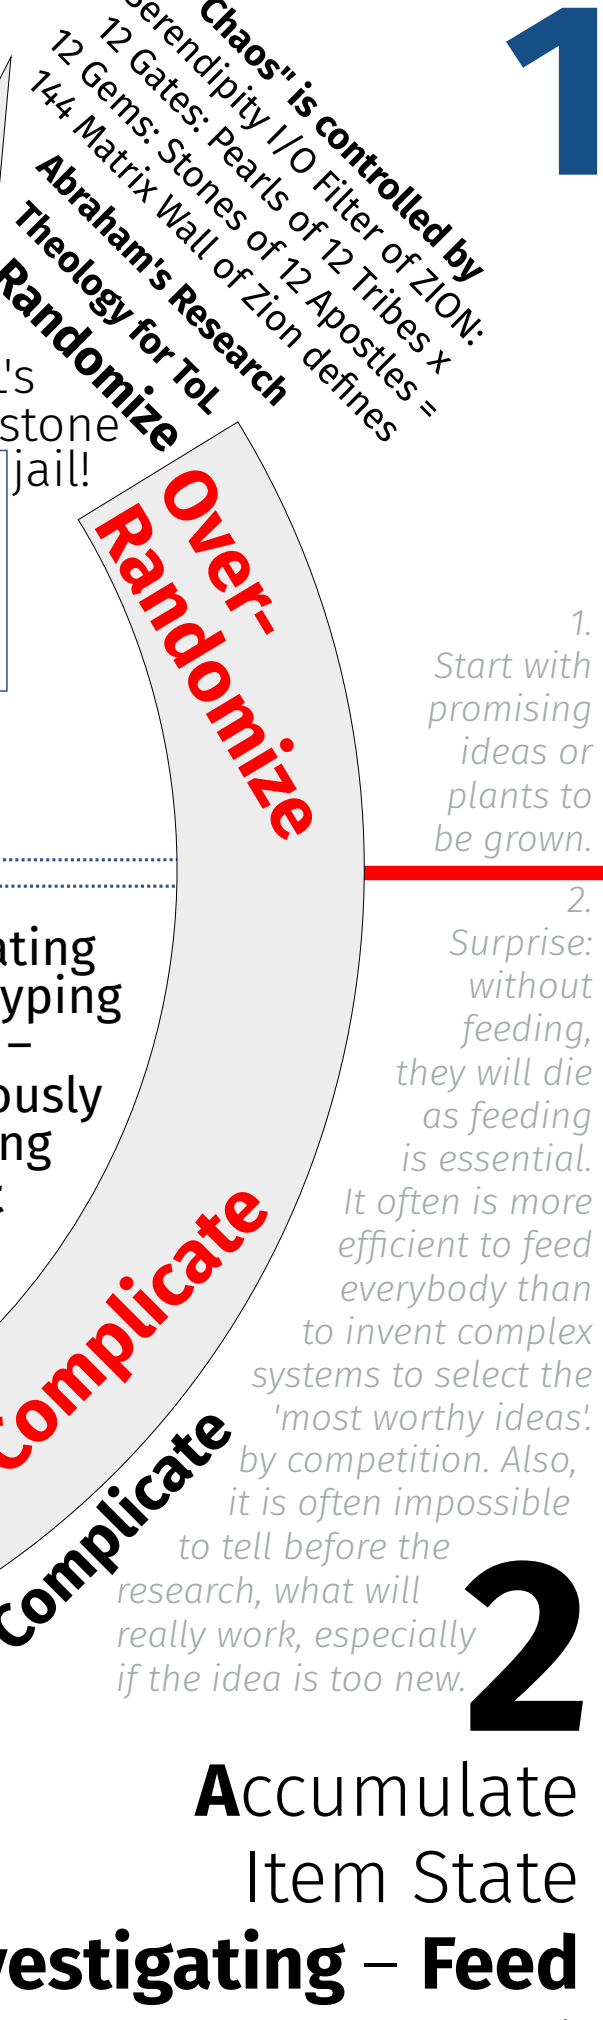 1
Chaos" is controlled by
Serendipity I/O Filter of ZION:
12 Gates: Pearls of 12 Tribes x
12 Gems: Stones of 12 Apostles =
144 Matrix Wall of Zion defines
Abraham's Research
Theology for ToL
Randomize
's
stone
jail!
Over-
Randomize
1.
Start with
promising
ideas or
plants to
be grown.
2.
Surprise:
without
feeding,
they will die
as feeding
is essential.
It often is more
efficient to feed
everybody than
to invent complex
systems to select the
'most worthy ideas'.
by competition. Also,
it is often impossible
to tell before the
research, what will
really work, especially
if the idea is too new.
ating
yping
–
ously
ng
Complicate
Complicate
2
Accumulate
Item State
vestigating – Feed